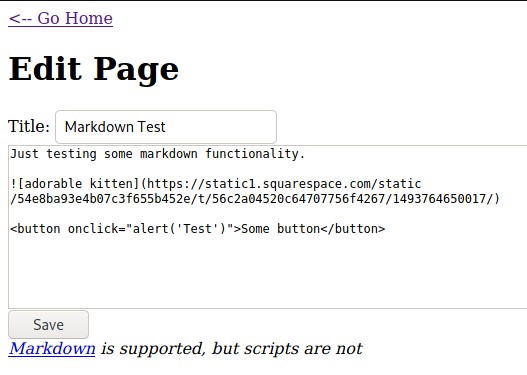 <-- Go Home
Edit Page
Title: Markdown Test
Just testing some markdown functionality.
![adorable kitten](https://static1.squarespace.com/static
/54e8ba93e4b07c3f655b452e/t/56c2a04520c64707756f4267/1493764650017/)
<button onclick="alert('Test')">Some button</button>
Save
Markdown is supported, but scripts are not